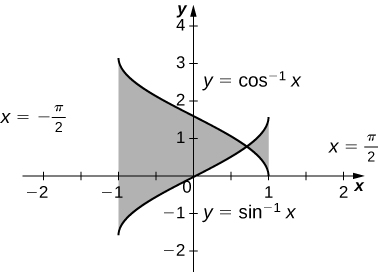 y
4
3
y = cos⁻¹ x
2
x = −π/2
1
x = π/2
−2 −1 0 1 2 x
−1
y = sin⁻¹ x
−2